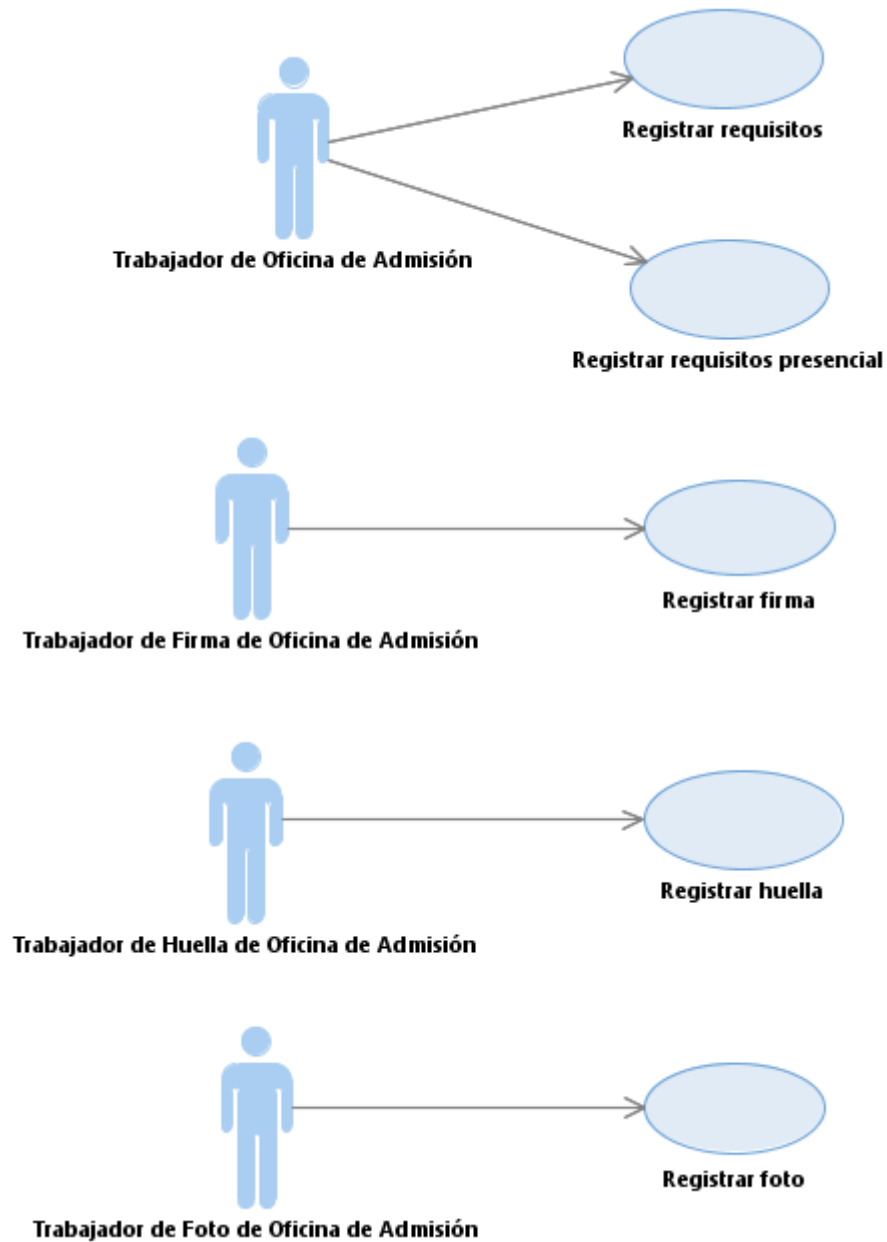 Registrar requisitos
Trabajador de Oficina de Admisión
Registrar requisitos presencial
Registrar firma
Trabajador de Firma de Oficina de Admisión
Registrar huella
Trabajador de Huella de Oficina de Admisión
Registrar foto
Trabajador de Foto de Oficina de Admisión